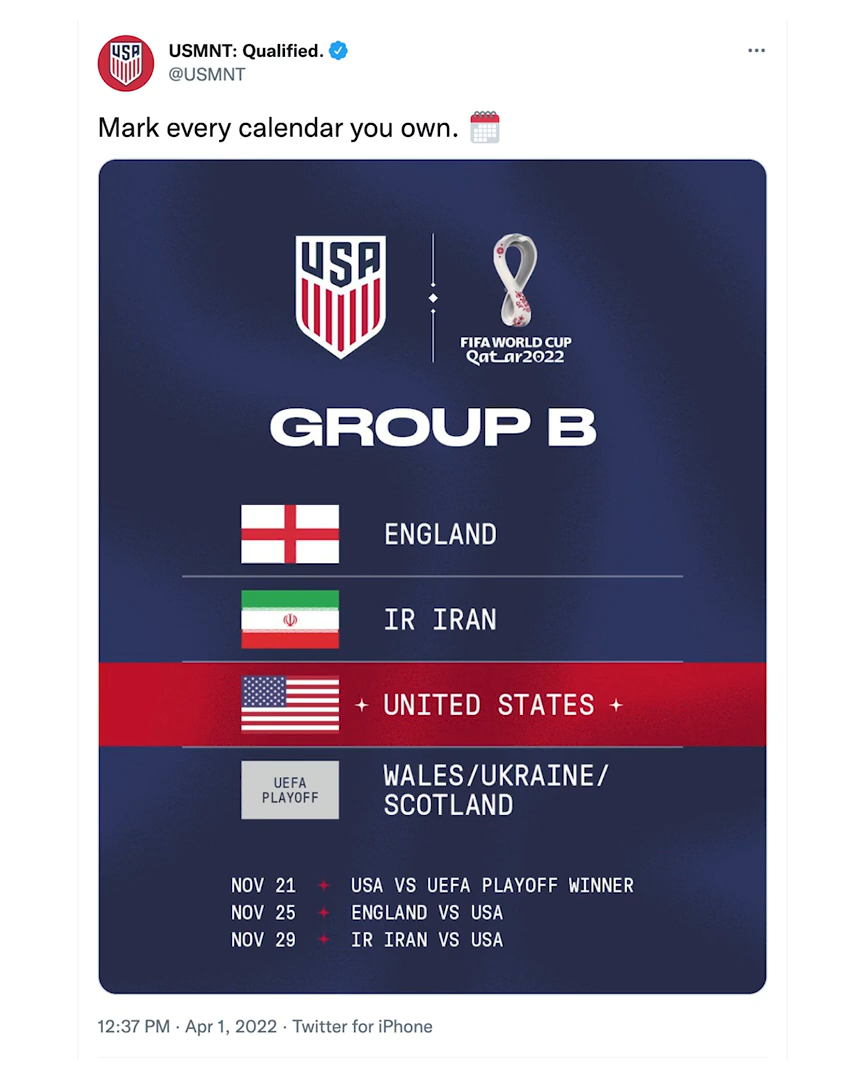 USMNT: Qualified.
@USMNT
Mark every calendar you own.
USA
USA
FIFA WORLD CUP
Qatar2022
GROUP B
ENGLAND
IR IRAN
UNITED STATES
UEFA
PLAYOFF
WALES/UKRAINE/
SCOTLAND
NOV 21 USA VS UEFA PLAYOFF WINNER
NOV 25 ENGLAND VS USA
NOV 29 IR IRAN VS USA
12:37 PM · Apr 1, 2022 · Twitter for iPhone